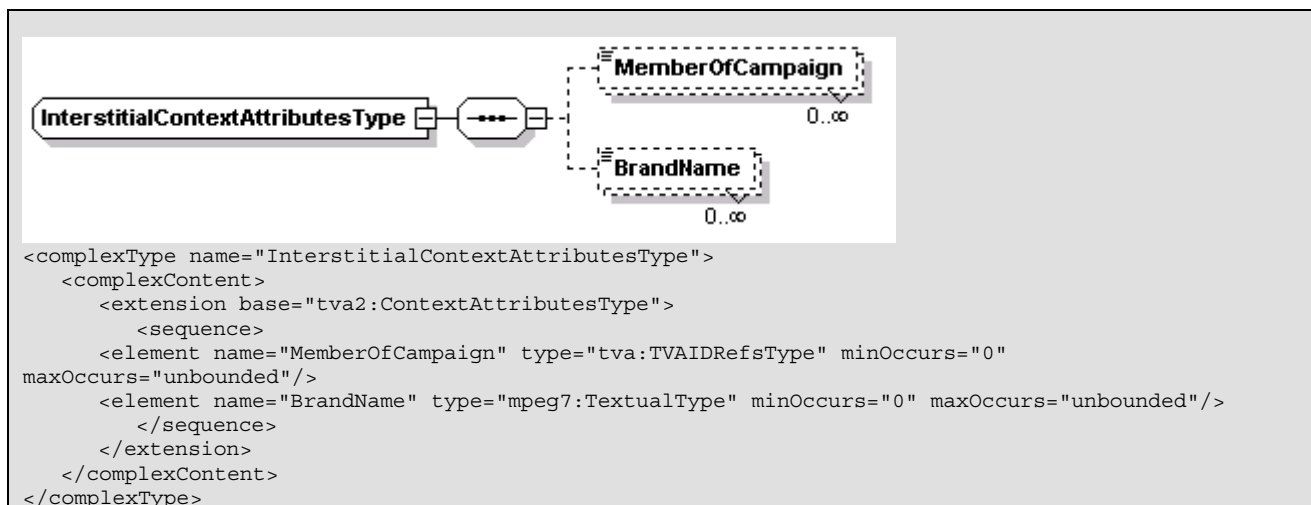 MemberOfCampaign
0..∞
InterstitialContextAttributesType
BrandName
0..∞
<complexType name="InterstitialContextAttributesType">
   <complexContent>
      <extension base="tva2:ContextAttributesType">
         <sequence>
      <element name="MemberOfCampaign" type="tva:TVAIDRefsType" minOccurs="0"
maxOccurs="unbounded"/>
      <element name="BrandName" type="mpeg7:TextualType" minOccurs="0" maxOccurs="unbounded"/>
         </sequence>
      </extension>
   </complexContent>
</complexType>